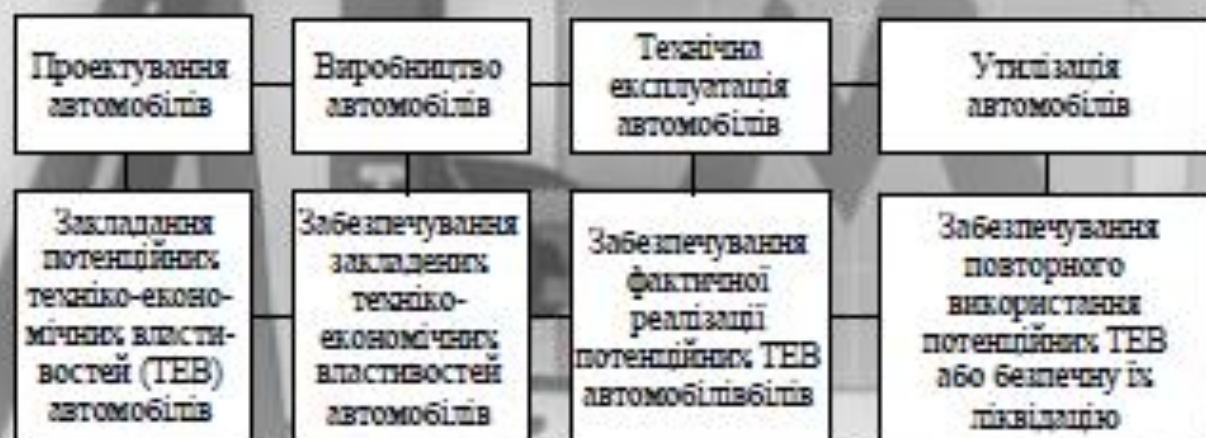 Проектування
автомобілів
Виробництво
автомобілів
Технічна
експлуатація
автомобілів
Утилізація
автомобілів
Закладання
потенційних
техніко-еконо-
мічних власти-
востей (ТЕВ)
автомобілів
Забезпечування
закладених
техніко-
економічних
властивостей
автомобілів
Забезпечування
фактичної
реалізації
потенційних ТЕВ
автомобілівбілів
Забезпечування
повторного
використання
потенційних ТЕВ
або безпечну їх
ліквідацію